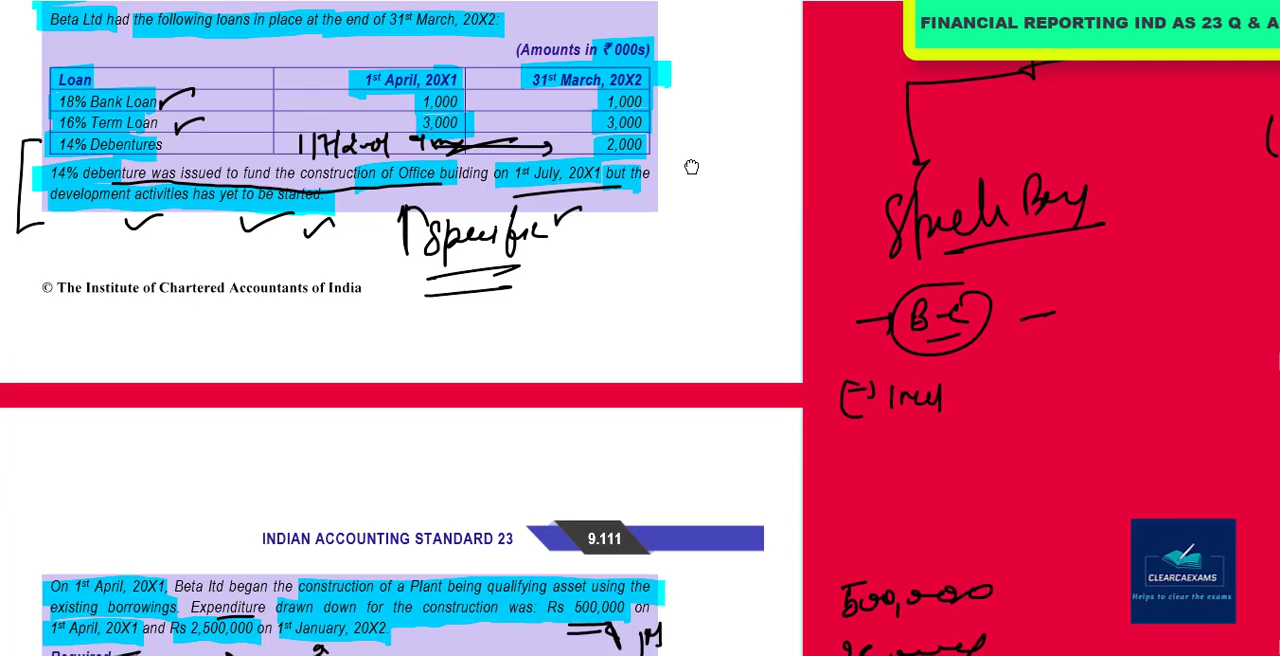 Beta Ltd had the following loans in place at the end of 31st March, 20X2:
(Amounts in ₹ 000s)
Loan 1st April, 20X1 31st March, 20X2
18% Bank Loan 1,000 1,000
16% Term Loan 3,000 3,000
14% Debentures 2,000
14% debenture was issued to fund the construction of Office building on 1st July, 20X1 but the
development activities has yet to be started.
Specific
© The Institute of Chartered Accountants of India
INDIAN ACCOUNTING STANDARD 23 9.111
On 1st April, 20X1, Beta ltd began the construction of a Plant being qualifying asset using the
existing borrowings. Expenditure drawn down for the construction was: Rs 500,000 on
1st April, 20X1 and Rs 2,500,000 on 1st January, 20X2.
Required
FINANCIAL REPORTING IND AS 23 Q & A
B-C
500,000
CLEARCAEXAMS
Helps to clear the exams